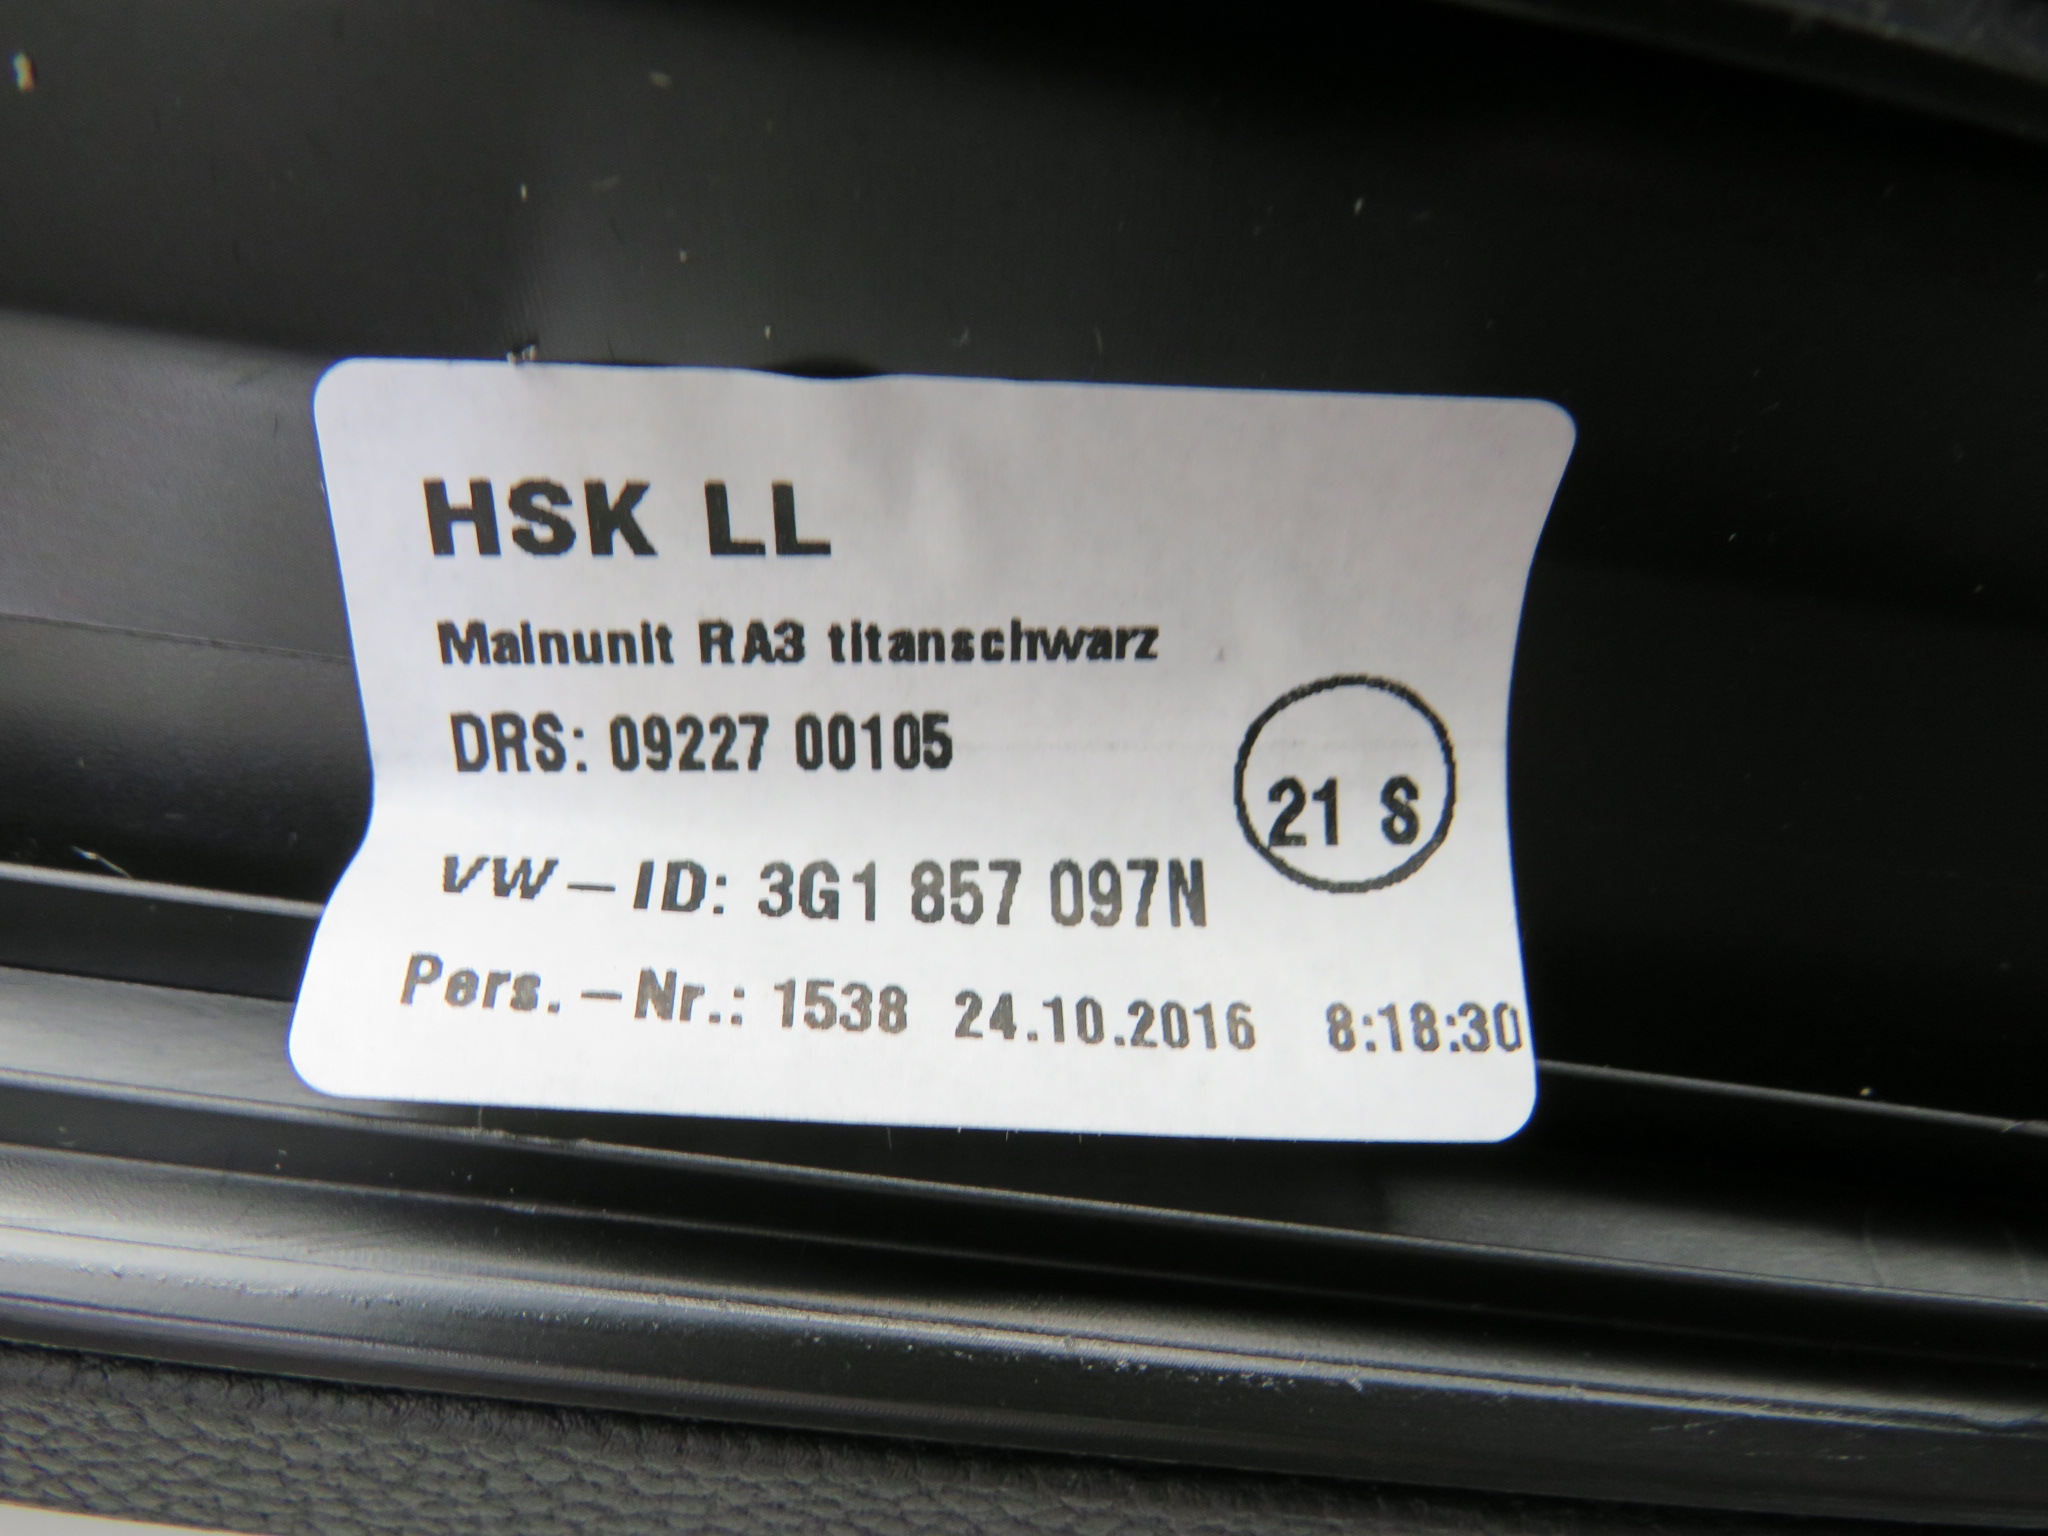 HSK LL
Mainunit RA3 titanschwarz
DRS: 09227 00105
21 S
VW-ID: 3G1 857 097N
Pers.-Nr.: 1538 24.10.2016 8:18:30